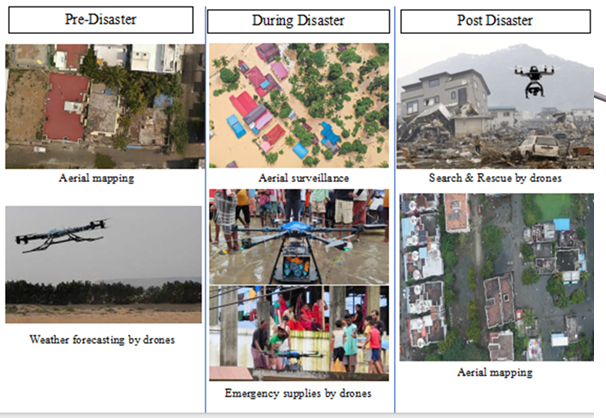 Pre-Disaster
During Disaster
Post Disaster
Aerial mapping
Aerial surveillance
Search & Rescue by drones
Weather forecasting by drones
Emergency supplies by drones
Aerial mapping